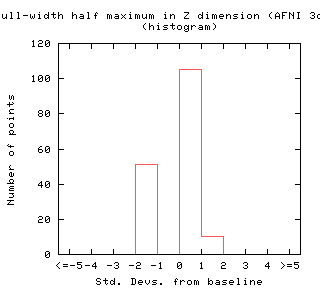 ull-width half maximum in Z dimension (AFNI 3d
(histogram)
120
100
80
60
40
20
0
Number of points
<=-5 -4 -3 -2 -1 0 1 2 3 4 >=5
Std. Devs. from baseline